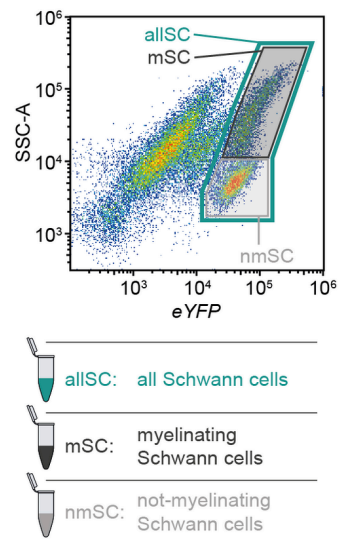 allSC
mSC
SSC-A
10⁶
10⁵
10⁴
10³
nmSC
10³ 10⁴ 10⁵ 10⁶
eYFP
allSC: all Schwann cells
mSC: myelinating
Schwann cells
nmSC: not-myelinating
Schwann cells